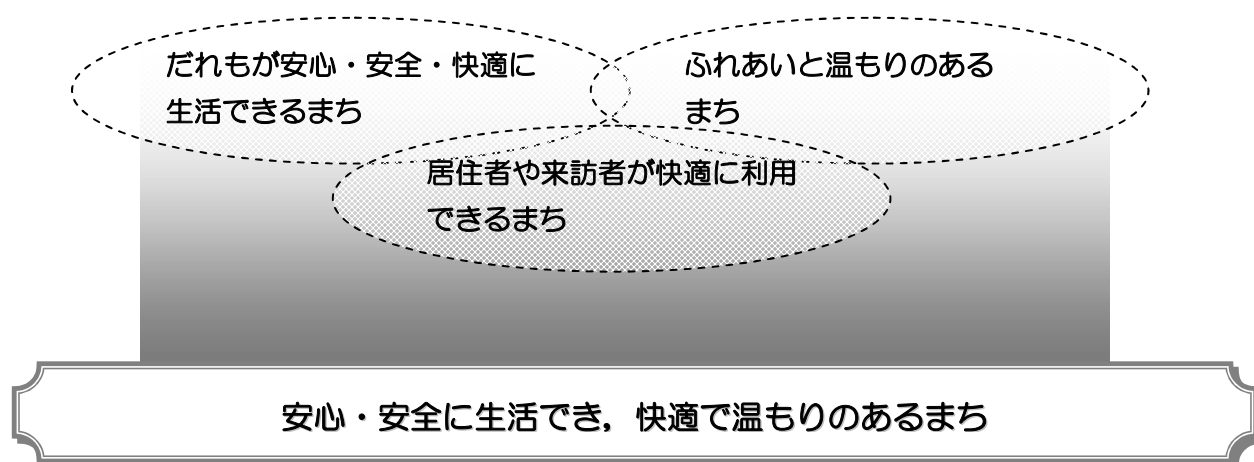 だれもが安心・安全・快適に
生活できるまち
ふれあいと温もりのある
まち
居住者や来訪者が快適に利用
できるまち
安心・安全に生活でき，快適で温もりのあるまち